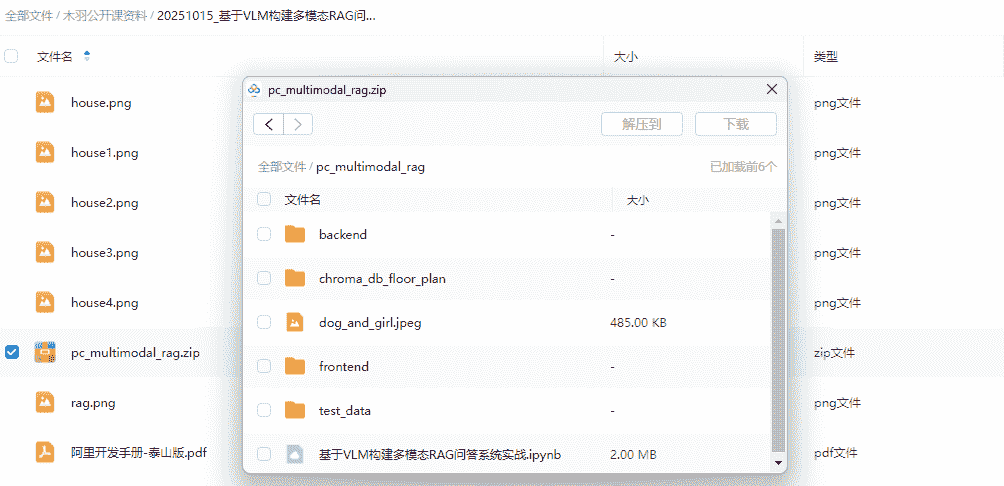 全部文件 / 木羽公开课资料 / 20251015_基于VLM构建多模态RAG问...
文件名 大小 类型
house.png png文件
house1.png png文件
house2.png png文件
house3.png png文件
house4.png png文件
pc_multimodal_rag.zip zip文件
rag.png png文件
阿里开发手册-泰山版.pdf pdf文件
pc_multimodal_rag.zip
解压到 下载
全部文件 / pc_multimodal_rag 已加载前6个
文件名 大小
backend -
chroma_db_floor_plan -
dog_and_girl.jpeg 485.00 KB
frontend -
test_data -
基于VLM构建多模态RAG问答系统实战.ipynb 2.00 MB